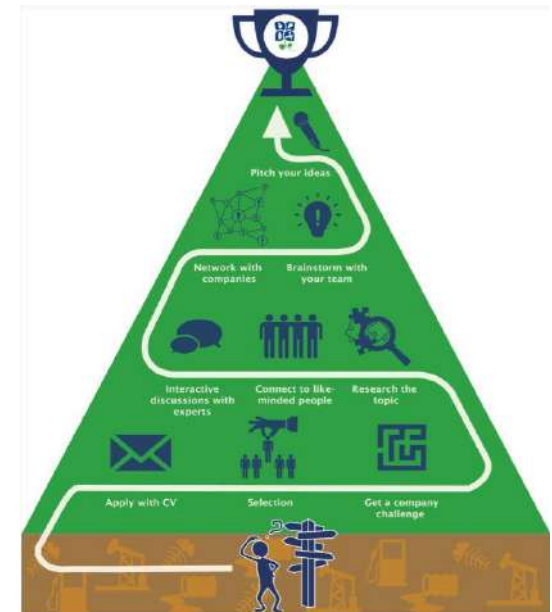 Pitch your ideas
Network with
companies
Brainstorm with
your team
Interactive
discussions with
experts
Connect to like-
minded people
Research the
topic
Apply with CV
Selection
Get a company
challenge